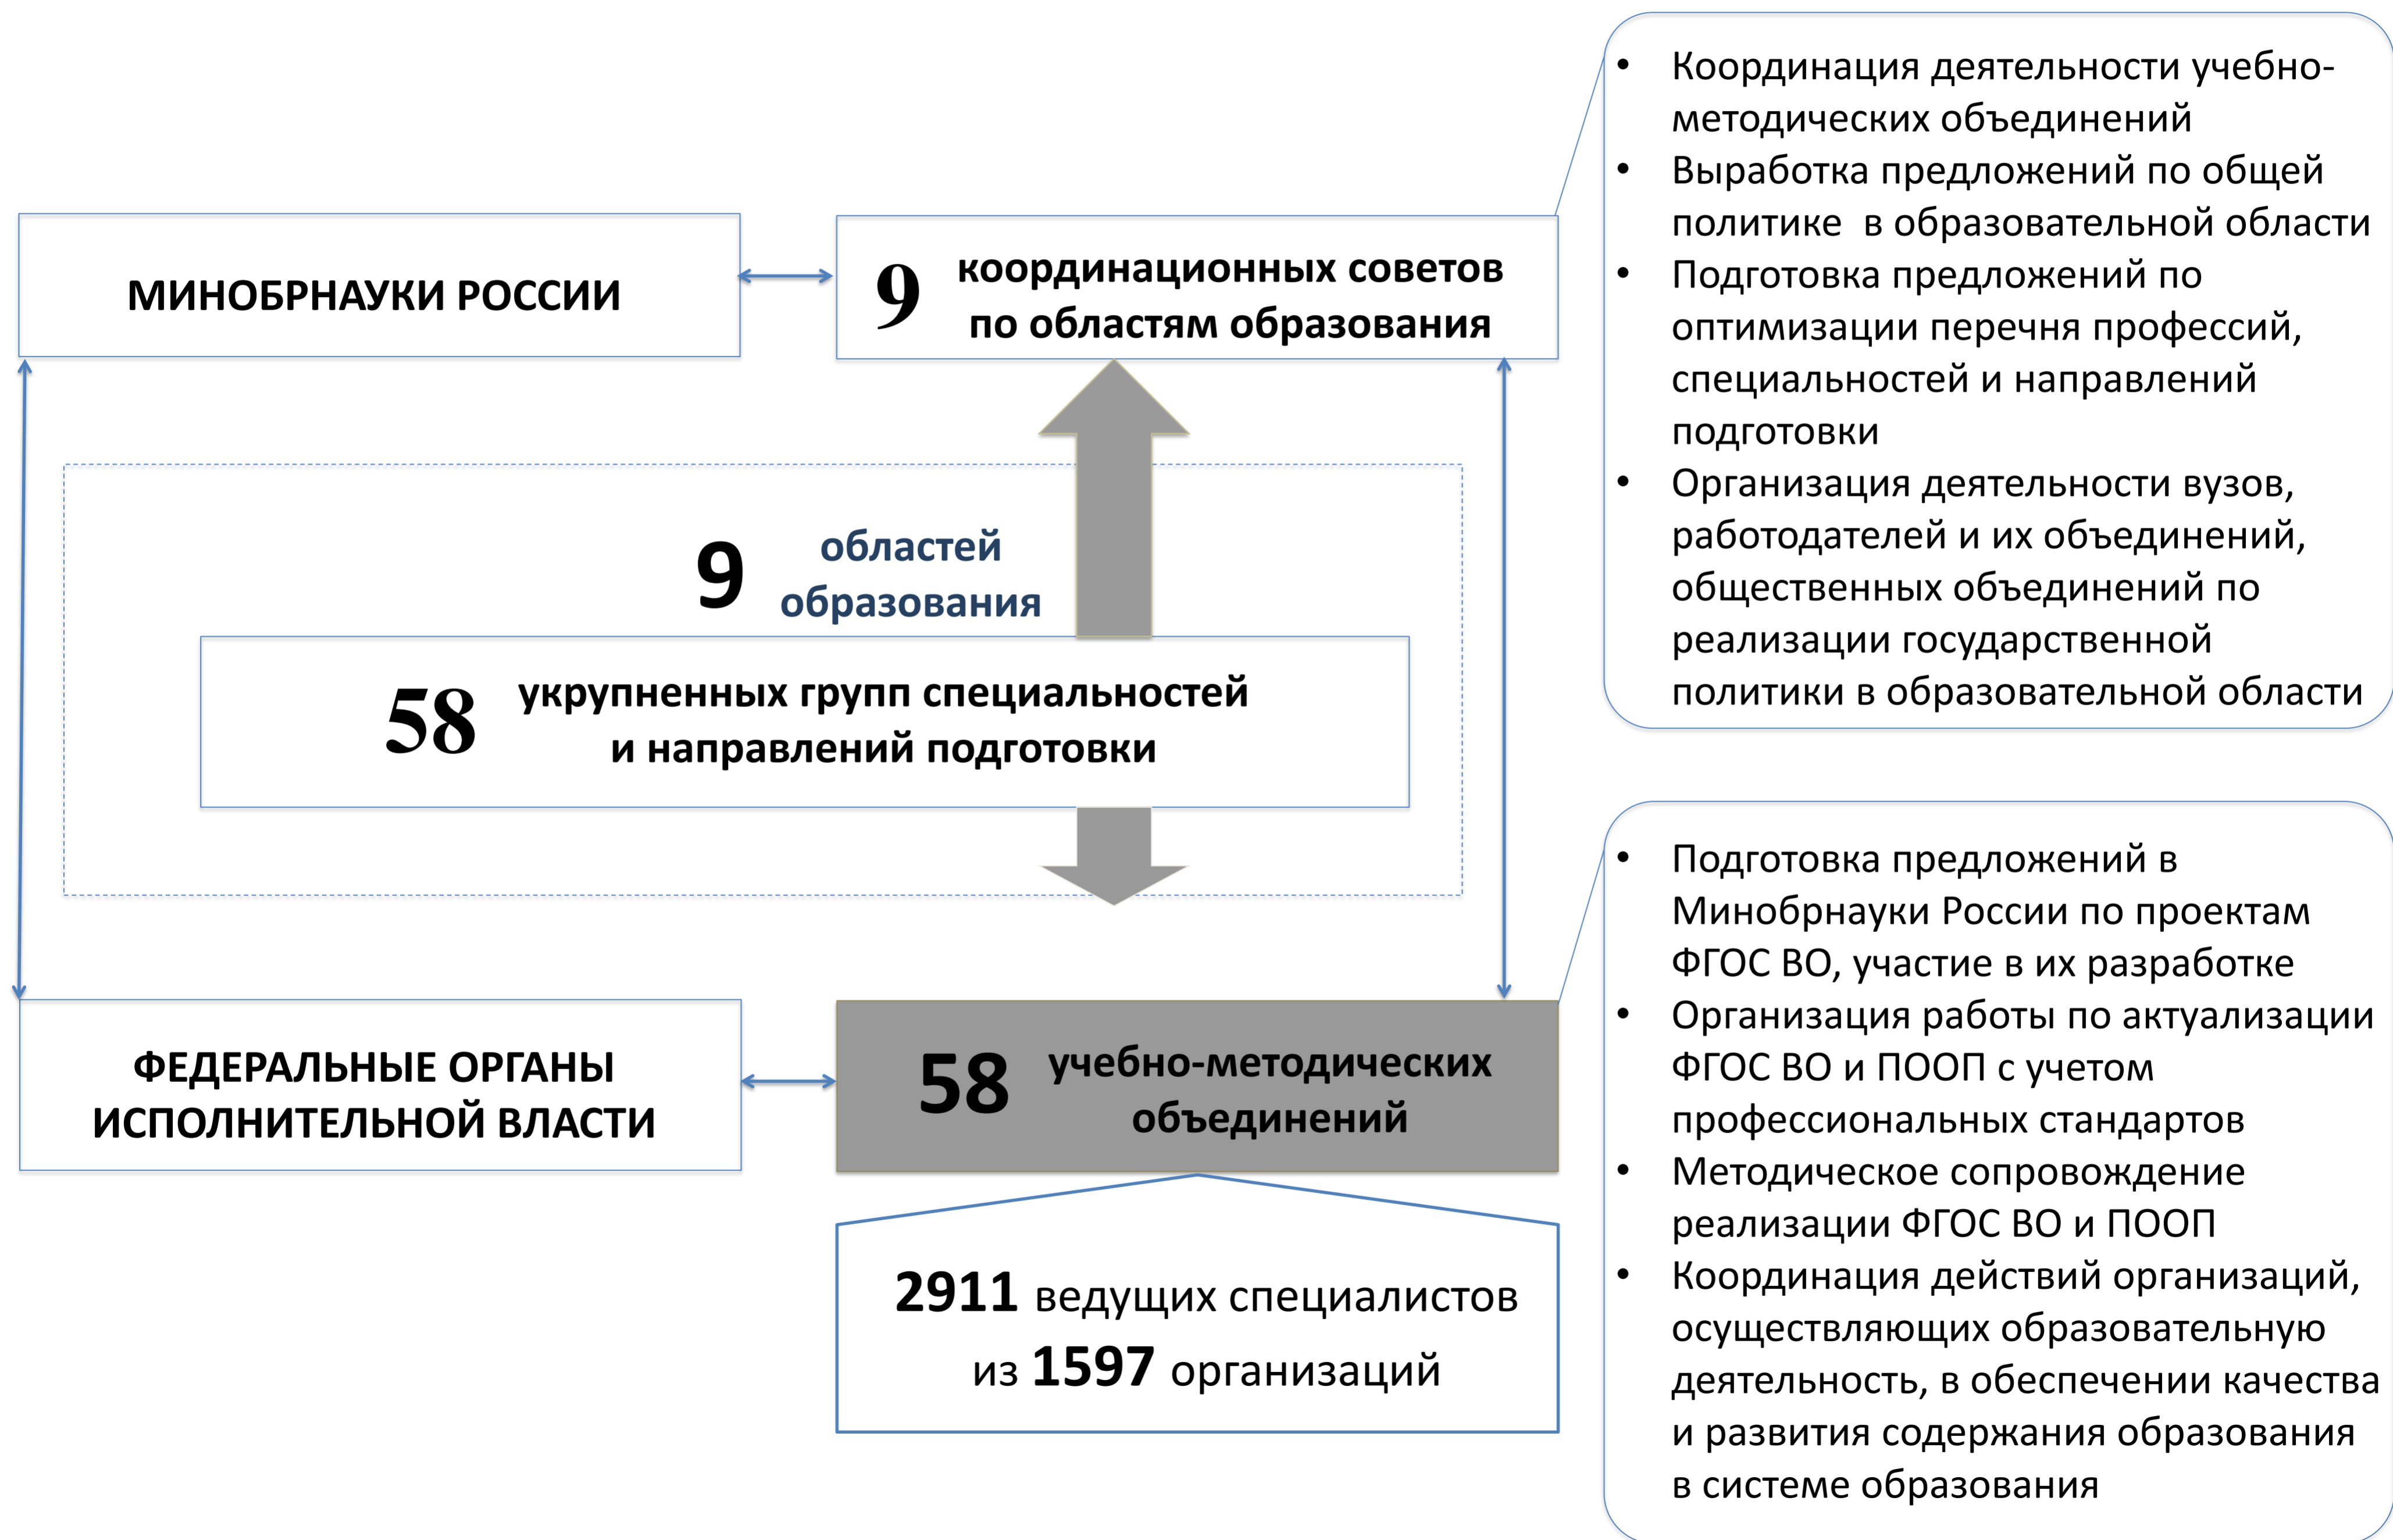 МИНОБРНАУКИ РОССИИ
9 координационных советов
по областям образования
9 областей
образования
58 укрупненных групп специальностей
и направлений подготовки
ФЕДЕРАЛЬНЫЕ ОРГАНЫ
ИСПОЛНИТЕЛЬНОЙ ВЛАСТИ
58 учебно-методических
объединений
2911 ведущих специалистов
из 1597 организаций
• Координация деятельности учебно-
методических объединений
• Выработка предложений по общей
политике в образовательной области
• Подготовка предложений по
оптимизации перечня профессий,
специальностей и направлений
подготовки
• Организация деятельности вузов,
работодателей и их объединений,
общественных объединений по
реализации государственной
политики в образовательной области
• Подготовка предложений в
Минобрнауки России по проектам
ФГОС ВО, участие в их разработке
• Организация работы по актуализации
ФГОС ВО и ПООП с учетом
профессиональных стандартов
• Методическое сопровождение
реализации ФГОС ВО и ПООП
• Координация действий организаций,
осуществляющих образовательную
деятельность, в обеспечении качества
и развития содержания образования
в системе образования